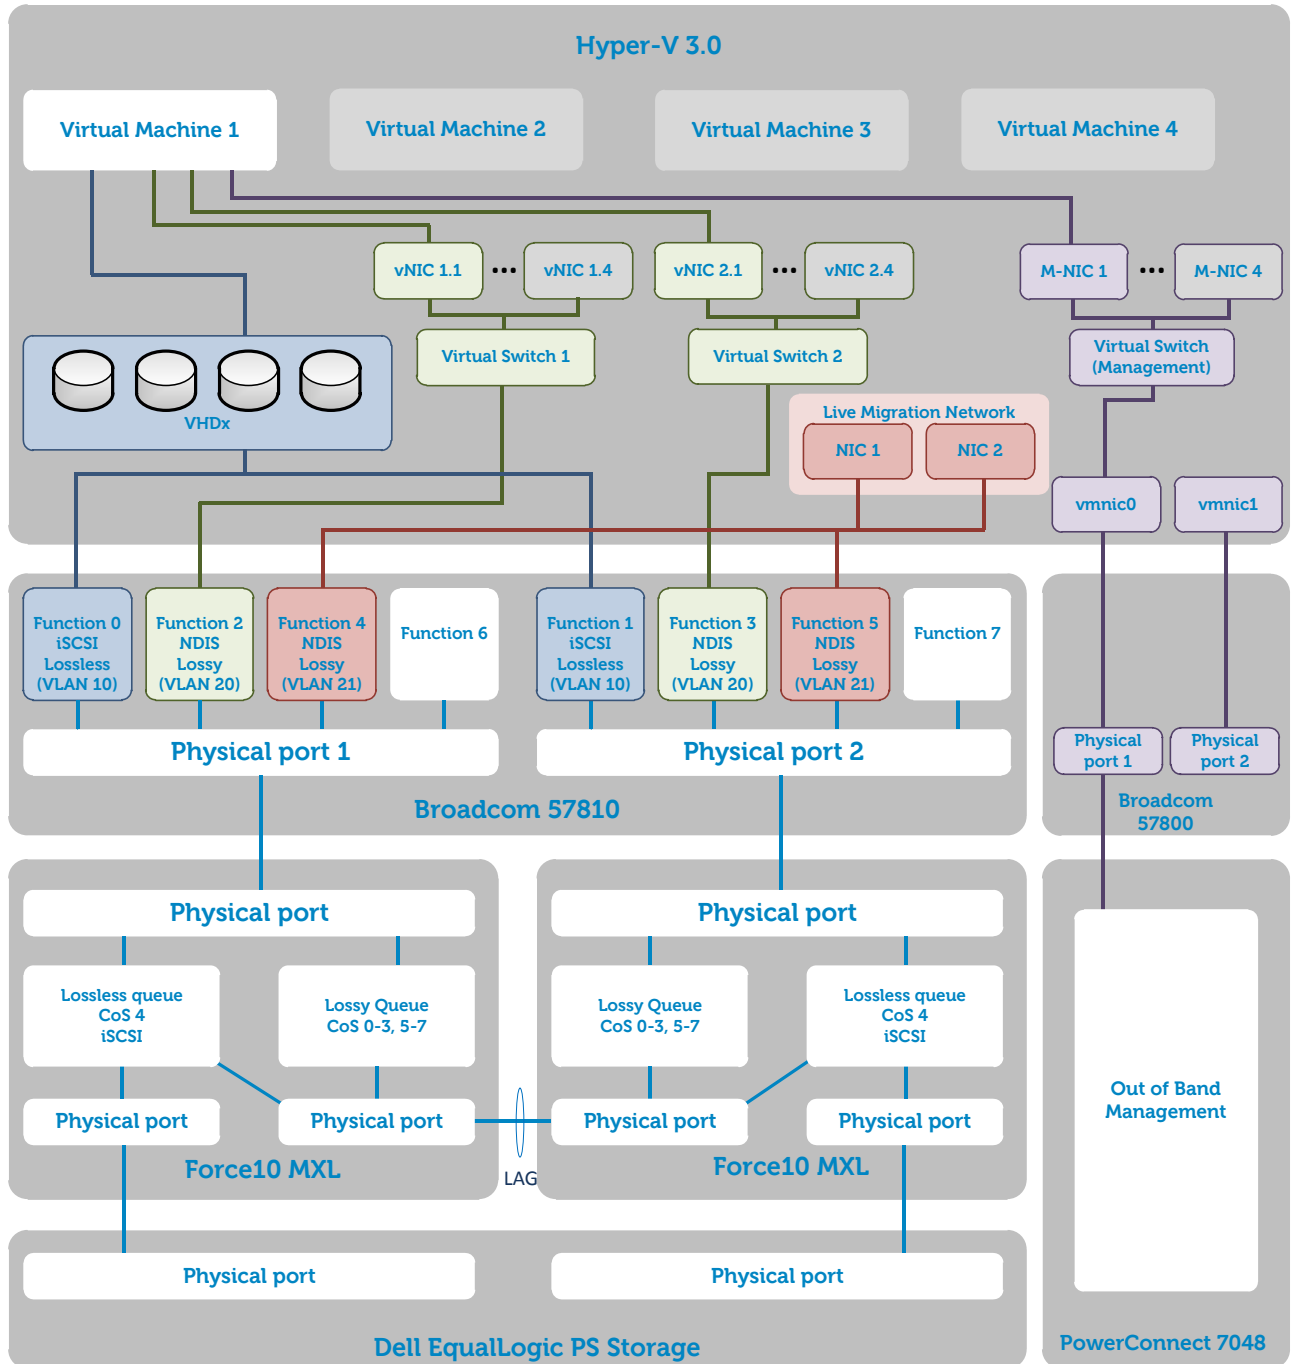 Hyper-V 3.0
Virtual Machine 1
Virtual Machine 2
Virtual Machine 3
Virtual Machine 4
vNIC 1.1
vNIC 1.4
vNIC 2.1
vNIC 2.4
M-NIC 1
M-NIC 4
Virtual Switch 1
Virtual Switch 2
Virtual Switch
(Management)
VHDx
Live Migration Network
NIC 1
NIC 2
vmnic0
vmnic1
Function 0
iSCSI
Lossless
(VLAN 10)
Function 2
NDIS
Lossy
(VLAN 20)
Function 4
NDIS
Lossy
(VLAN 21)
Function 6
Function 1
iSCSI
Lossless
(VLAN 10)
Function 3
NDIS
Lossy
(VLAN 20)
Function 5
NDIS
Lossy
(VLAN 21)
Function 7
Physical port 1
Physical port 2
Physical
port 1
Physical
port 2
Broadcom 57810
Broadcom
57800
Physical port
Physical port
Lossless queue
CoS 4
iSCSI
Lossy Queue
CoS 0-3, 5-7
Lossy Queue
CoS 0-3, 5-7
Lossless queue
CoS 4
iSCSI
Physical port
Physical port
Physical port
Physical port
Force10 MXL
LAG
Force10 MXL
Out of Band
Management
Physical port
Physical port
Dell EqualLogic PS Storage
PowerConnect 7048